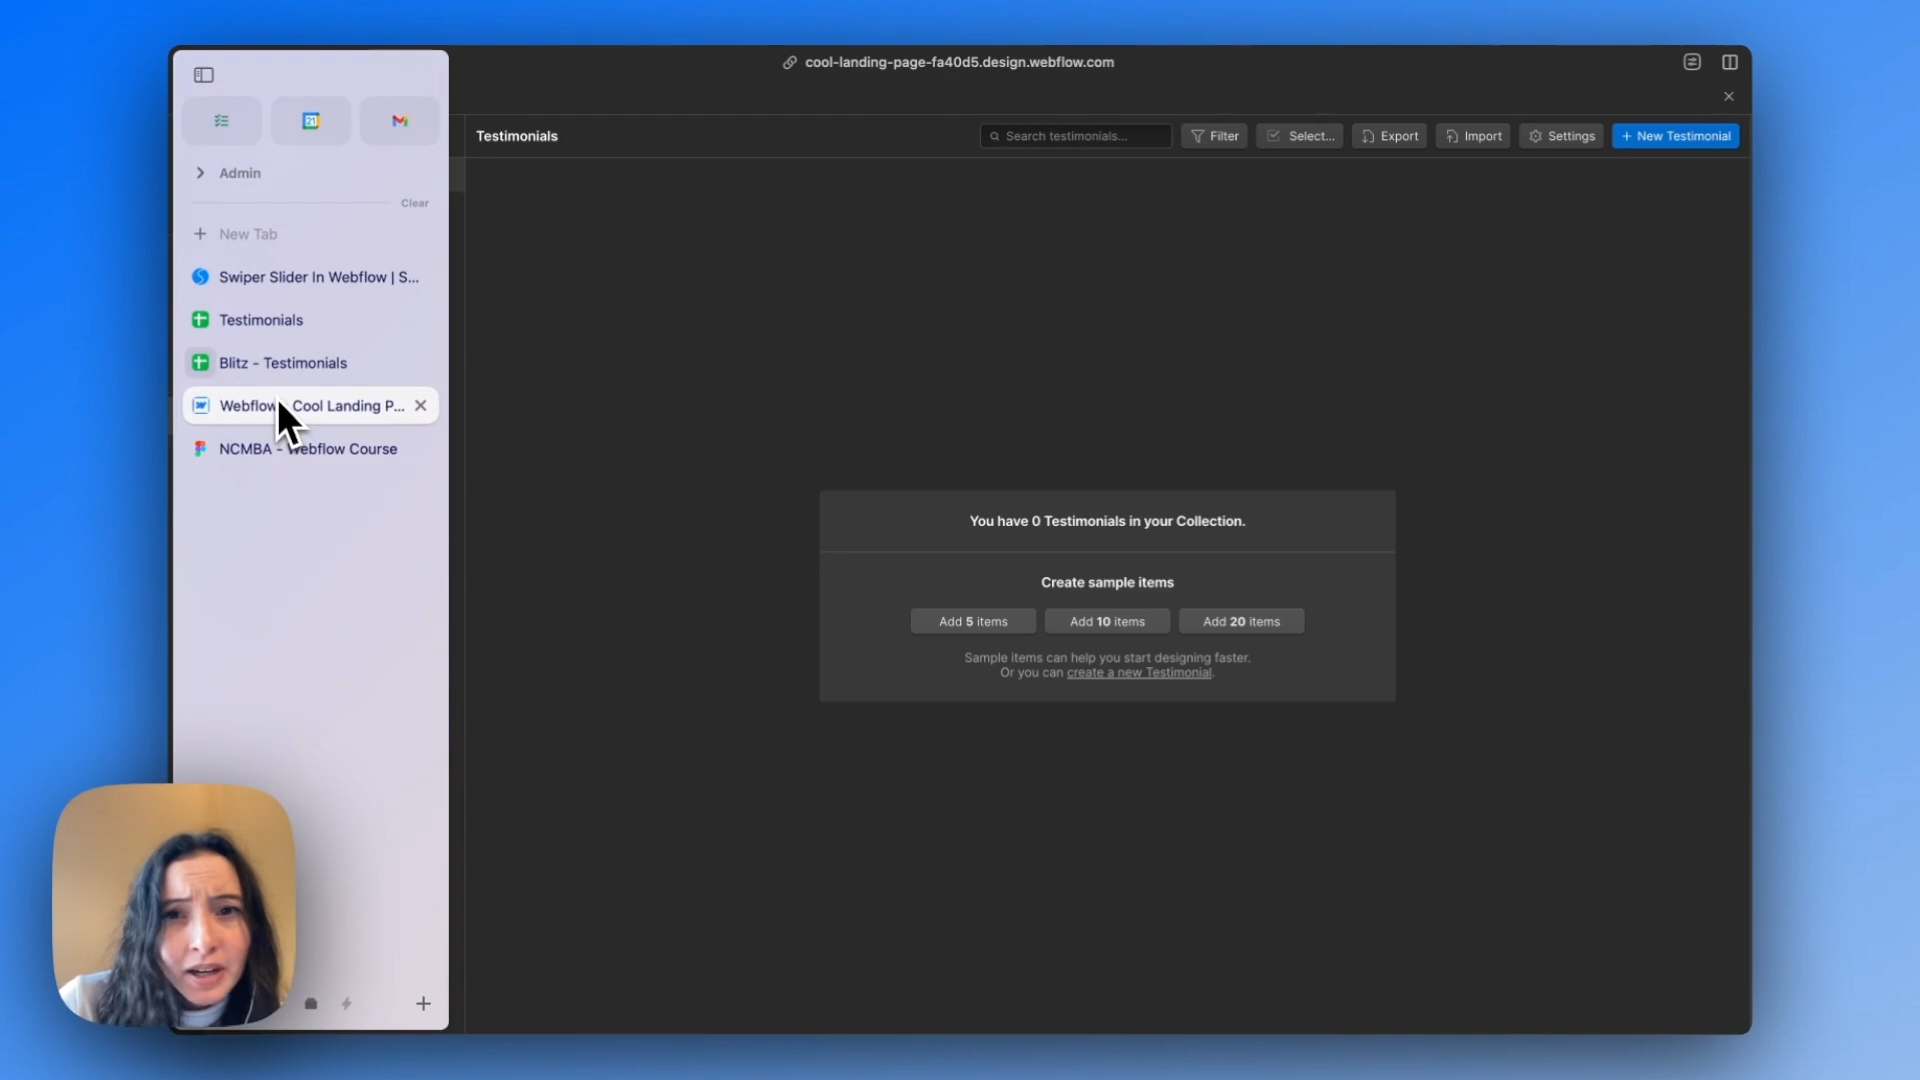 cool-landing-page-fa40d5.design.webflow.com
21
Admin
Clear
New Tab
Swiper Slider In Webflow | S...
Testimonials
Blitz - Testimonials
Webflow - Cool Landing P...
NCMBA - Webflow Course
Testimonials
Search testimonials...
Filter
Select...
Export
Import
Settings
+ New Testimonial
You have 0 Testimonials in your Collection.
Create sample items
Add 5 items
Add 10 items
Add 20 items
Sample items can help you start designing faster.
Or you can create a new Testimonial.